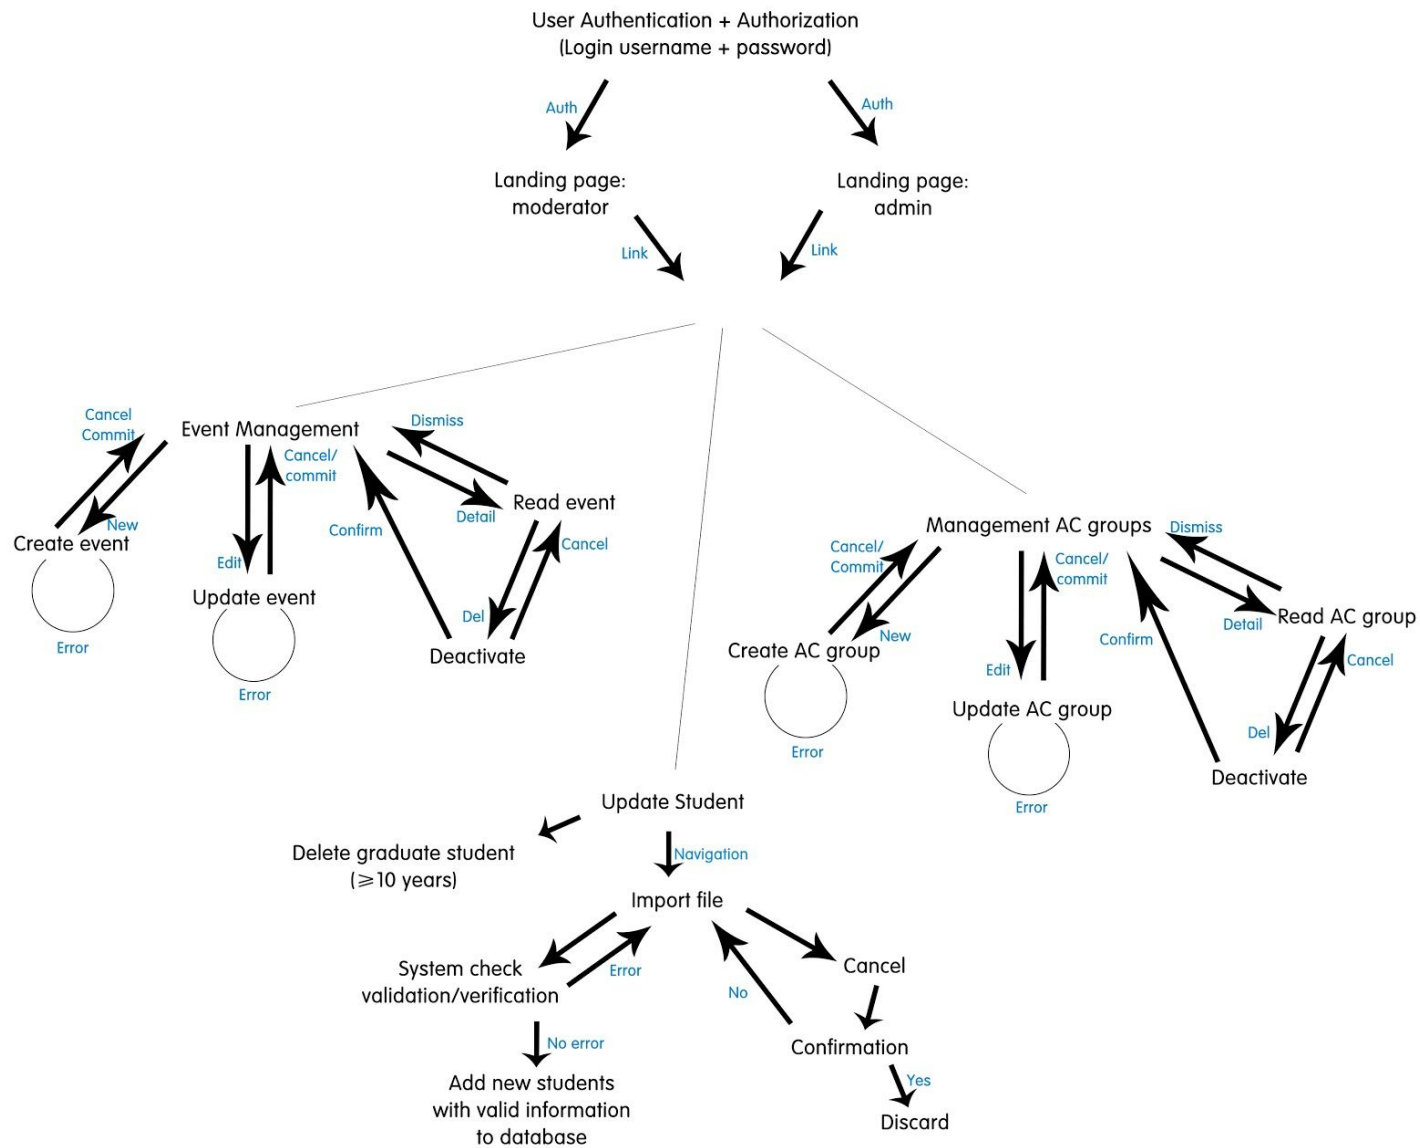 User Authentication + Authorization
(Login username + password)
Auth
Auth
Landing page:
moderator
Landing page:
admin
Link
Link
Cancel
Commit
Event Management
Dismiss
Cancel/
commit
Read event
Detail
New
Confirm
Create event
Cancel
Edit
Update event
Del
Error
Deactivate
Error
Management AC groups
Dismiss
Cancel/
Commit
Cancel/
commit
Read AC group
Detail
New
Confirm
Create AC group
Cancel
Edit
Update AC group
Del
Error
Deactivate
Error
Update Student
Delete graduate student
(⩾10 years)
Navigation
Import file
System check
validation/verification
Error
Cancel
No
No error
Confirmation
Add new students
with valid information
to database
Yes
Discard